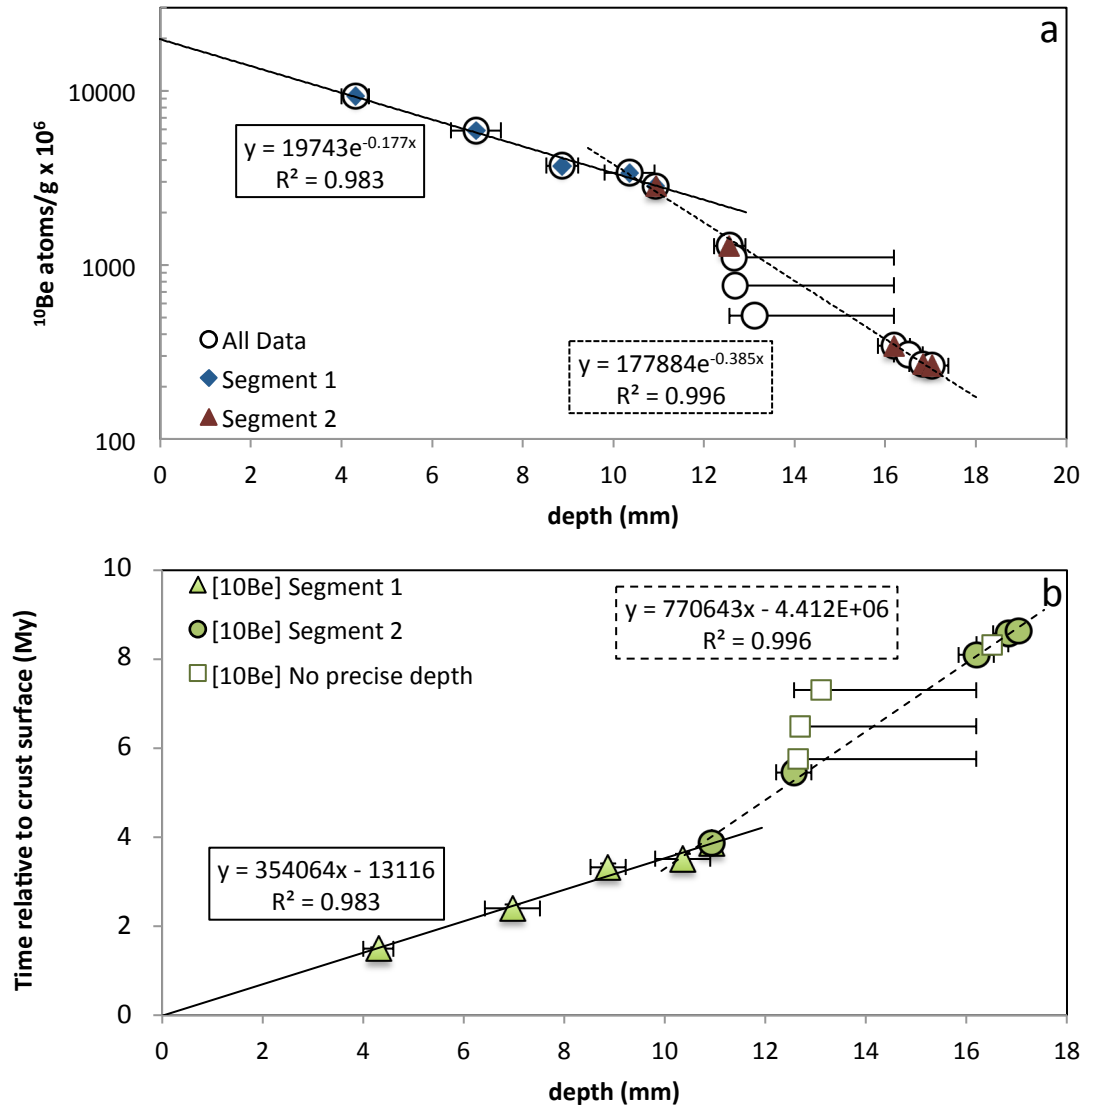 a
10000
1000
100
¹⁰Be atoms/g x 10⁶
y = 19743e⁻⁰·¹⁷⁷ˣ
R² = 0.983
All Data
Segment 1
Segment 2
y = 177884e⁻⁰·³⁸⁵ˣ
R² = 0.996
0 2 4 6 8 10 12 14 16 18 20
depth (mm)
b
10
8
6
4
2
0
Time relative to crust surface (My)
[10Be] Segment 1
[10Be] Segment 2
[10Be] No precise depth
y = 770643x - 4.412E+06
R² = 0.996
y = 354064x - 13116
R² = 0.983
0 2 4 6 8 10 12 14 16 18
depth (mm)